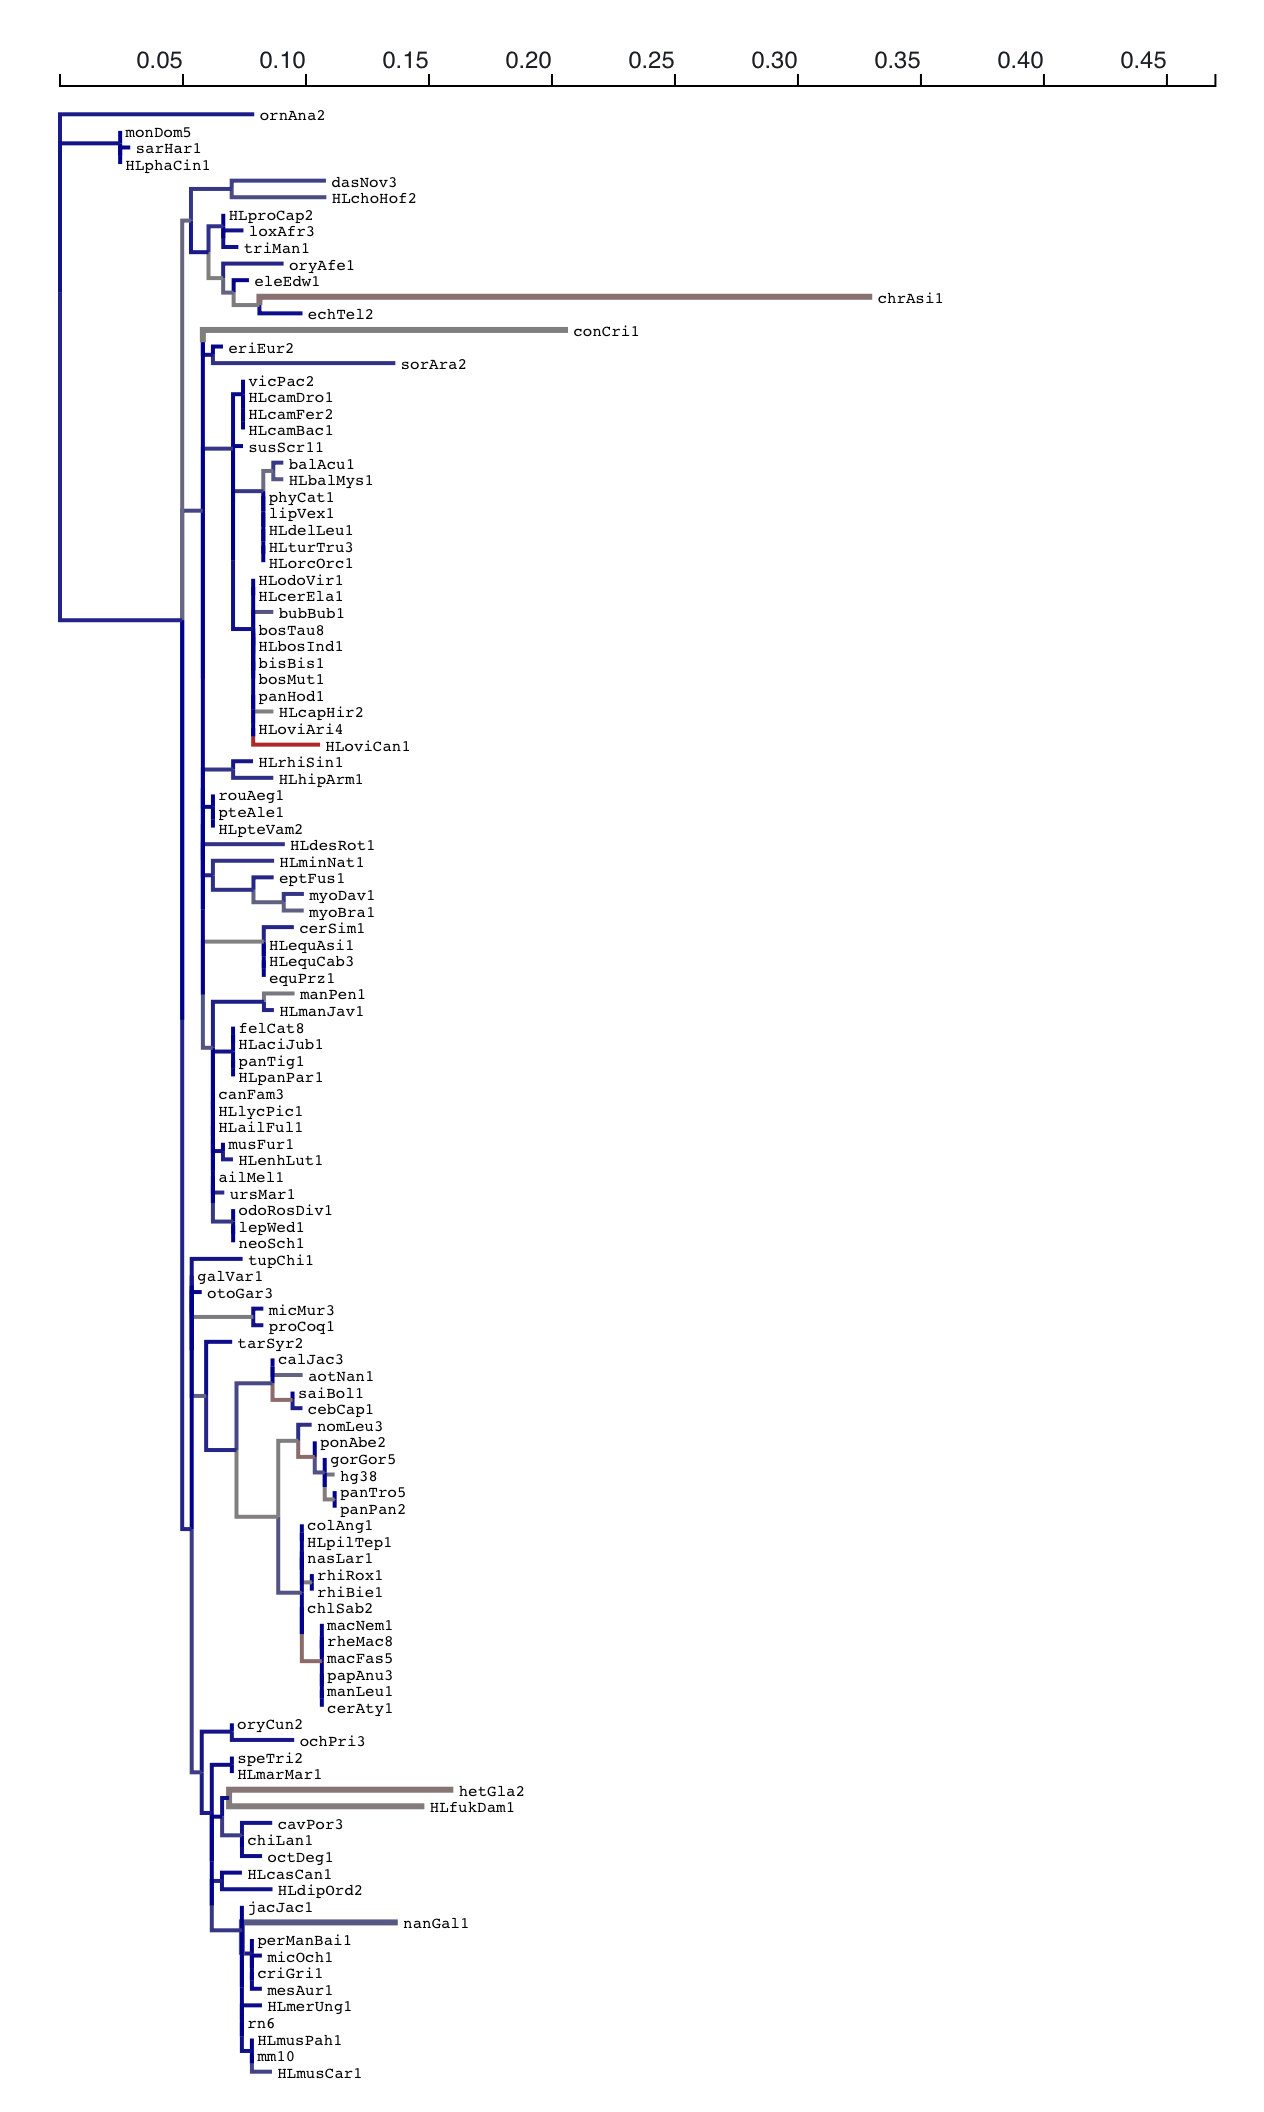 0.05 0.10 0.15 0.20 0.25 0.30 0.35 0.40 0.45
ornAna2
monDom5
sarHar1
HLphaCin1
dasNov3
HLchoHof2
HLproCap2
loxAfr3
triMan1
oryAfe1
eleEdw1
chrAsi1
echTel2
conCri1
eriEur2
sorAra2
vicPac2
HLcamDro1
HLcamFer2
HLcamBac1
susScr11
balAcu1
HLbalMys1
phyCat1
lipVex1
HLdelLeu1
HLturTru3
HLorcOrc1
HLodoVir1
HLcerEla1
bubBub1
bosTau8
HLbosInd1
bisBis1
bosMut1
panHod1
HLcapHir2
HLoviAri4
HLoviCan1
HLrhiSin1
HLhipArm1
rouAeg1
pteAle1
HLpteVam2
HLdesRot1
HLminNat1
eptFus1
myoDav1
myoBra1
cerSim1
HLequAsi1
HLequCab3
equPrz1
manPen1
HLmanJav1
felCat8
HLaciJub1
panTig1
HLpanPar1
canFam3
HLlycPic1
HLailFul1
musFur1
HLenhLut1
ailMel1
ursMar1
odoRosDiv1
lepWed1
neoSch1
tupChi1
galVar1
otoGar3
micMur3
proCoq1
tarSyr2
calJac3
aotNan1
saiBol1
cebCap1
nomLeu3
ponAbe2
gorGor5
hg38
panTro5
panPan2
colAng1
HLpilTep1
nasLar1
rhiRox1
rhiBie1
chlSab2
macNem1
rheMac8
macFas5
papAnu3
manLeu1
cerAty1
oryCun2
ochPri3
speTri2
HLmarMar1
hetGla2
HLfukDam1
cavPor3
chiLan1
octDeg1
HLcasCan1
HLdipOrd2
jacJac1
nanGal1
perManBai1
micOch1
criGri1
mesAur1
HLmerUng1
rn6
HLmusPah1
mm10
HLmusCar1